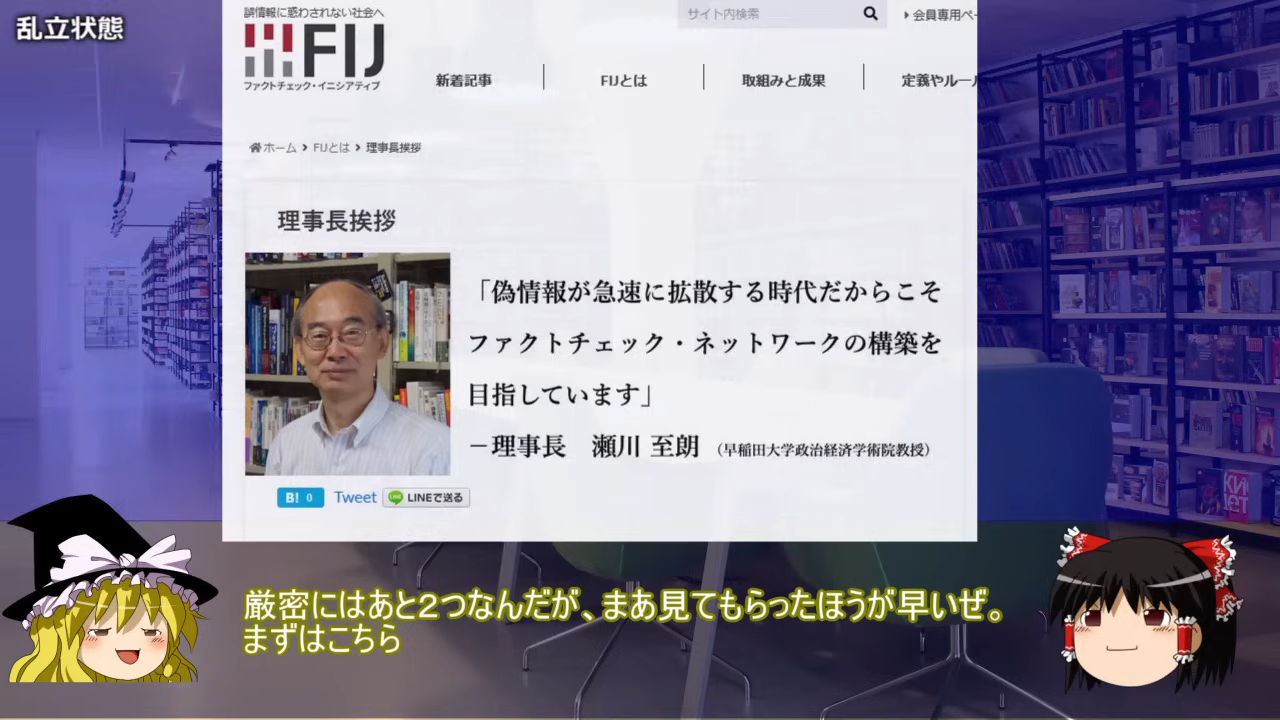 乱立状態
誤情報に惑わされない社会へ
FIJ
ファクトチェック・イニシアティブ
サイト内検索
会員専用ペー
新着記事
FIJとは
取組みと成果
定義やルール
ホーム > FIJとは > 理事長挨拶
理事長挨拶
「偽情報が急速に拡散する時代だからこそ
ファクトチェック・ネットワークの構築を
目指しています」
－理事長　瀬川 至朗 （早稲田大学政治経済学術院教授）
B! 0 Tweet LINEで送る
厳密にはあと２つなんだが、まあ見てもらったほうが早いぜ。
まずはこちら